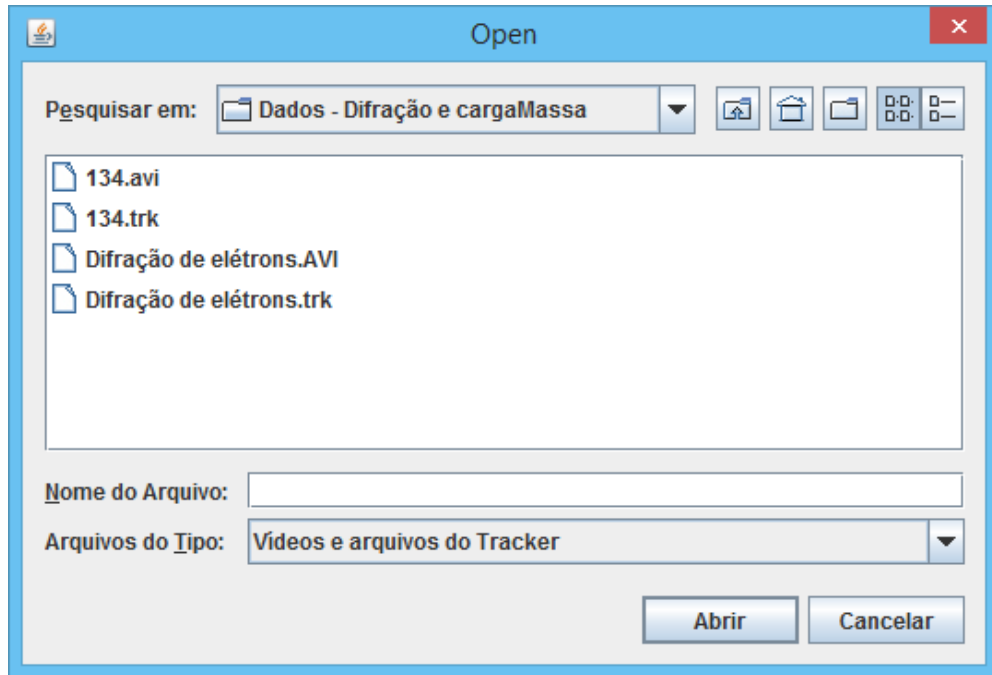 Open
Pesquisar em: Dados - Difração e cargaMassa
134.avi
134.trk
Difração de elétrons.AVI
Difração de elétrons.trk
Nome do Arquivo:
Arquivos do Tipo: Vídeos e arquivos do Tracker
Abrir Cancelar